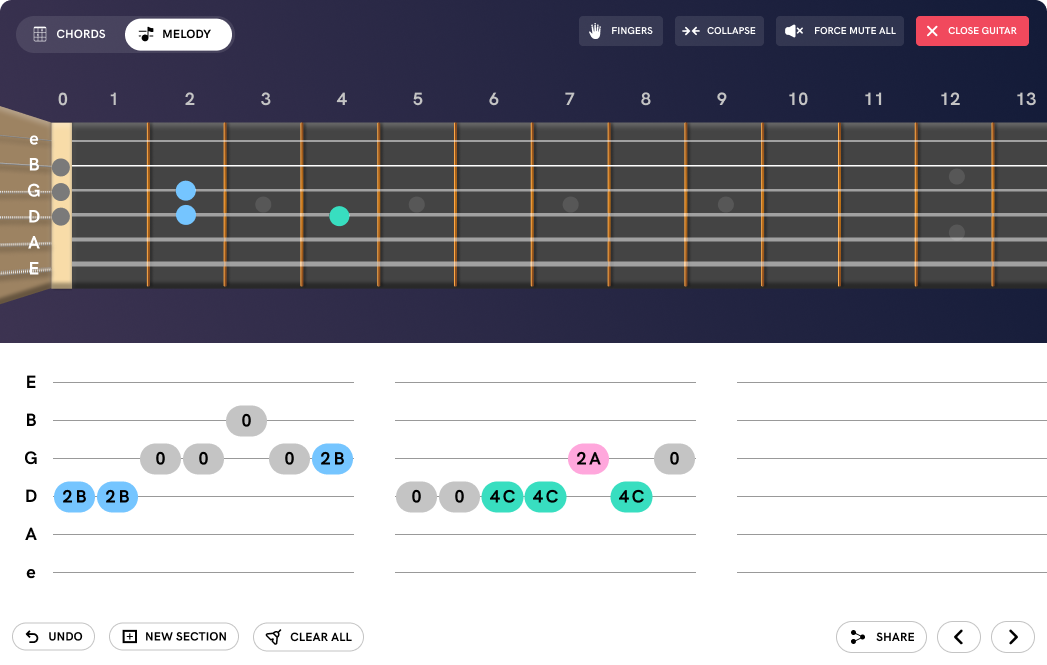 CHORDS MELODY FINGERS COLLAPSE FORCE MUTE ALL CLOSE GUITAR
0 1 2 3 4 5 6 7 8 9 10 11 12 13
e
B
G
D
A
E
E
B 0
G 0 0 0 2B 2A 0
D 2B 2B 0 0 4C 4C 4C
A
e
UNDO NEW SECTION CLEAR ALL SHARE